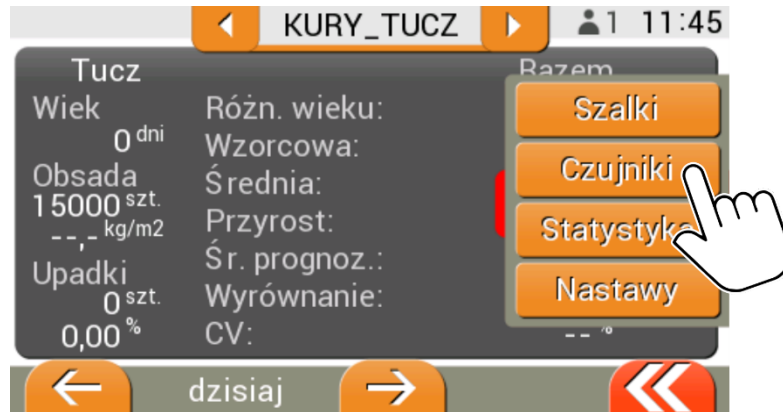 KURY_TUCZ 1 11:45
Tucz Razem
Wiek
0 dni
Obsada
15000 szt.
--,- kg/m2
Upadki
0 szt.
0,00 %
Różn. wieku:
Wzorcowa:
Średnia:
Przyrost:
Śr. prognoz.:
Wyrównanie:
CV:
-- %
Szalki
Czujniki
Statystyka
Nastawy
dzisiaj